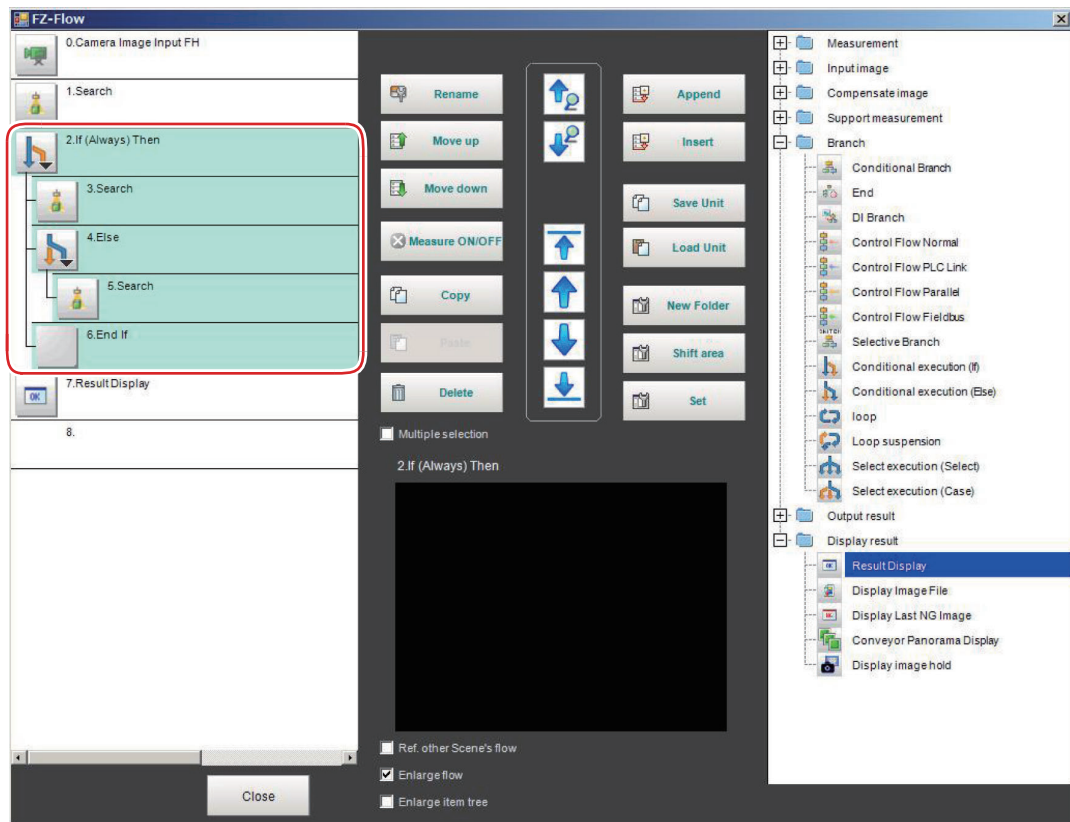 FZ-Flow
0.Camera Image Input FH
1.Search
2.If (Always) Then
3.Search
4.Else
5.Search
6.End If
7.Result Display
8.
Close
Rename
Move up
Move down
Measure ON/OFF
Copy
Paste
Delete
Append
Insert
Save Unit
Load Unit
New Folder
Shift area
Set
Multiple selection
2.If (Always) Then
Ref. other Scene's flow
Enlarge flow
Enlarge item tree
Measurement
Input image
Compensate image
Support measurement
Branch
Conditional Branch
End
DI Branch
Control Flow Normal
Control Flow PLC Link
Control Flow Parallel
Control Flow Fieldbus
Selective Branch
Conditional execution (If)
Conditional execution (Else)
loop
Loop suspension
Select execution (Select)
Select execution (Case)
Output result
Display result
OK
Result Display
Display Image File
Display Last NG Image
Conveyor Panorama Display
Display image hold